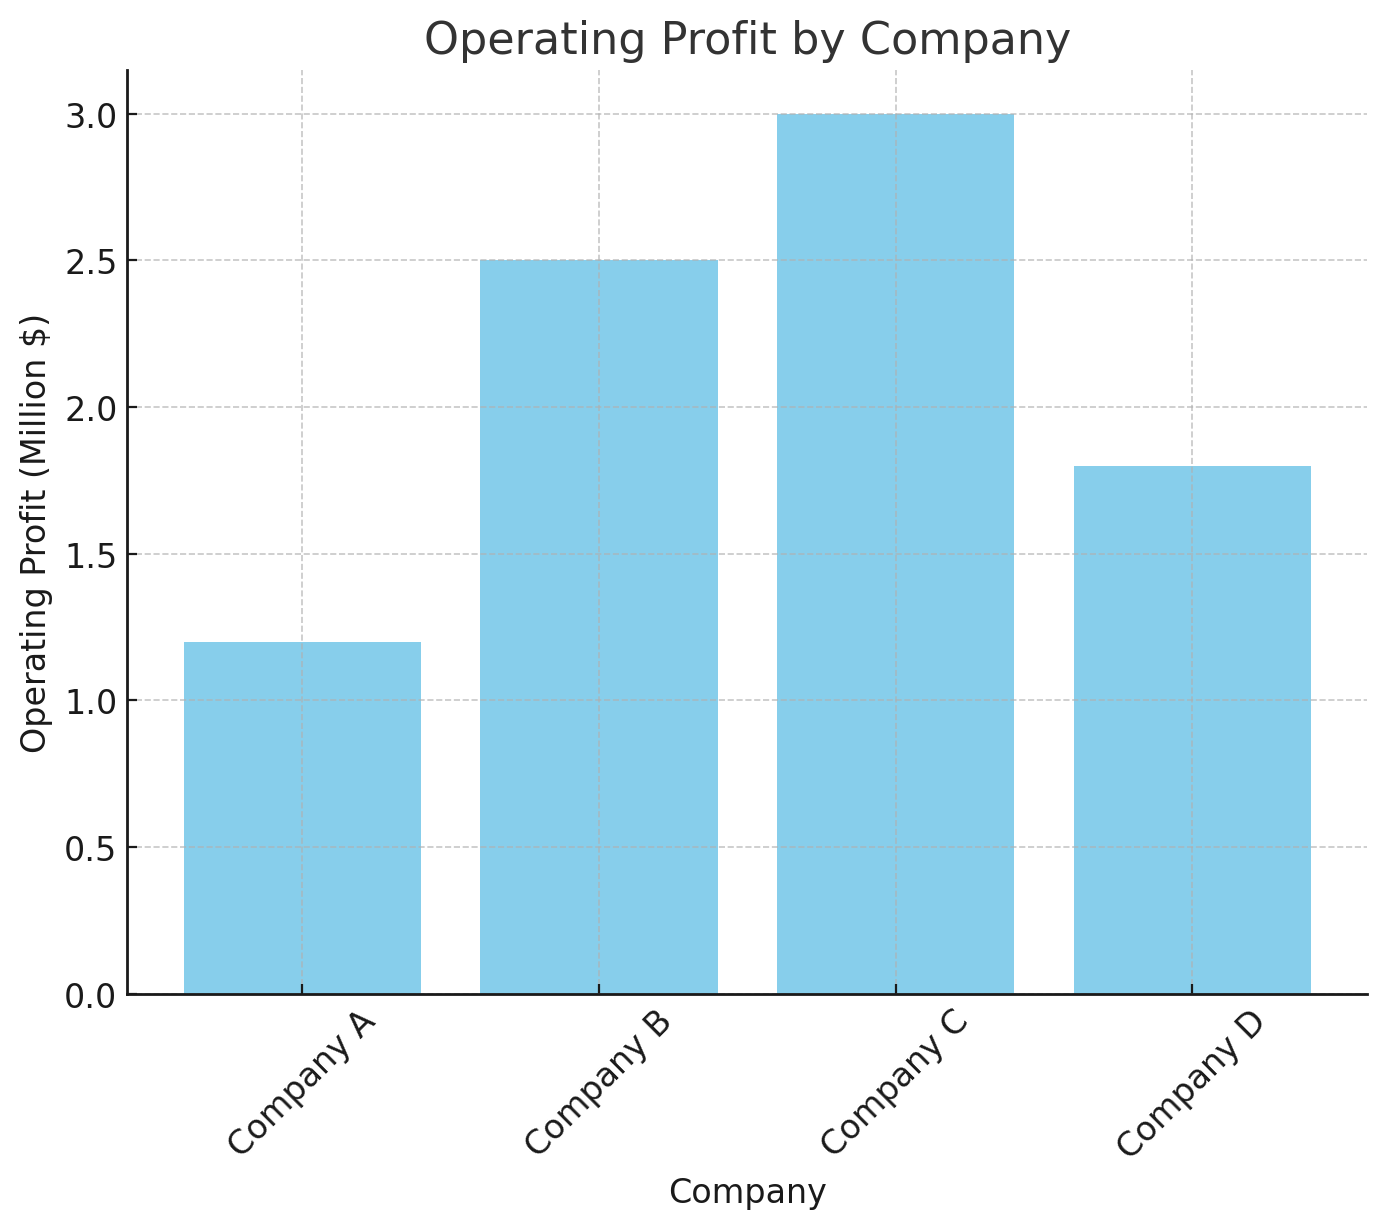 Operating Profit by Company
Operating Profit (Million $)
3.0
2.5
2.0
1.5
1.0
0.5
0.0
Company A
Company B
Company C
Company D
Company